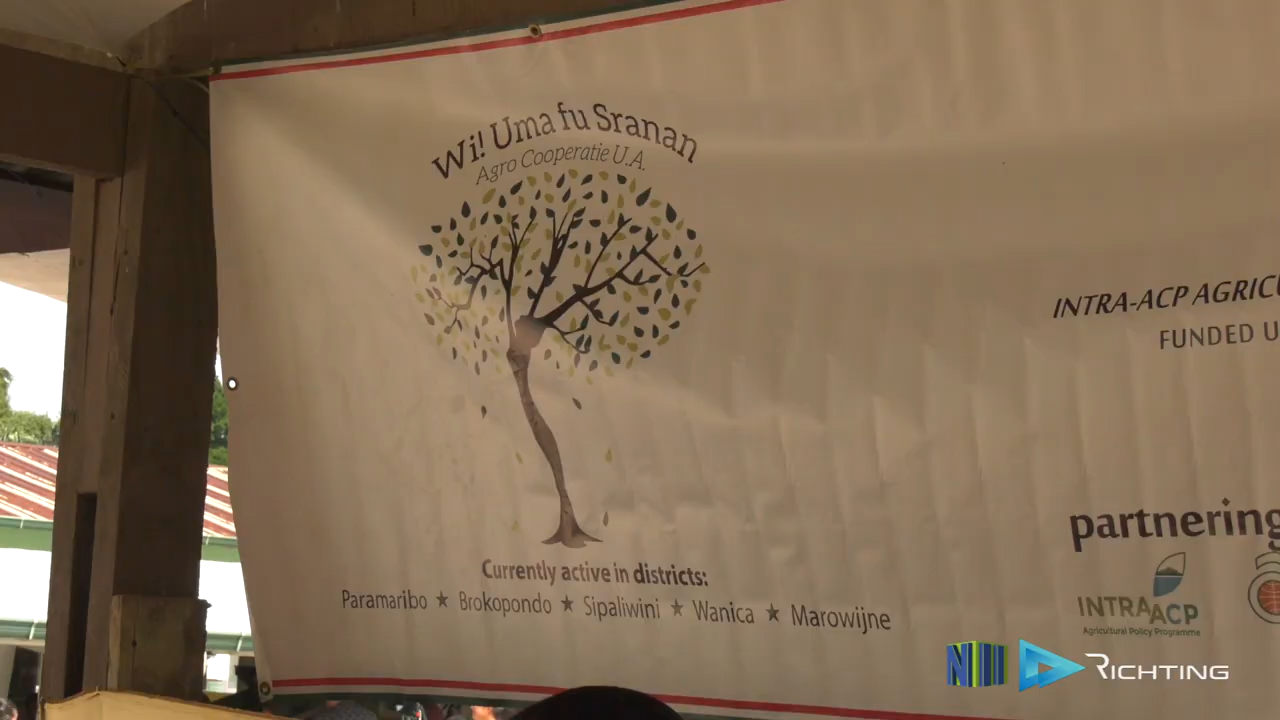 Wi! Uma fu Sranan
Agro Cooperatie U.A.
INTRA-ACP
FUNDED
Currently active in districts:
Paramaribo ★ Brokopondo ★ Sipaliwini ★ Wanica ★ Marowijne
partnering
INTRA ACP
Agricultural Policy Programme
RICHTING